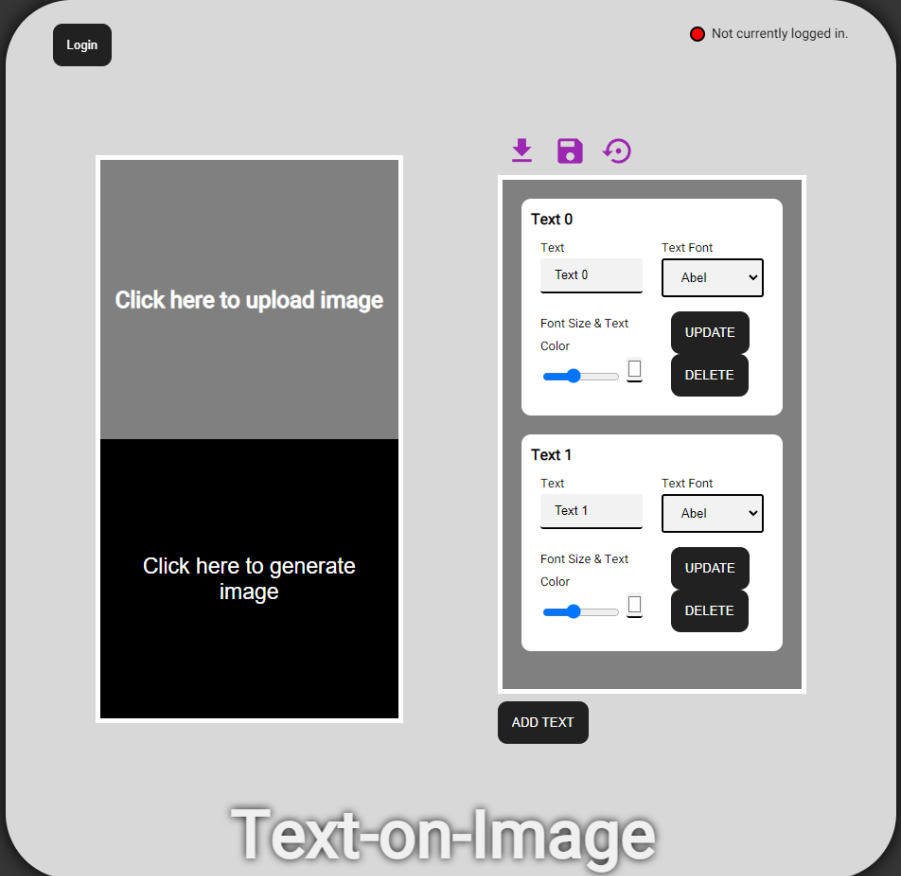 Login
Not currently logged in.
Click here to upload image
Click here to generate
image
Text 0
Text
Text Font
Text 0
Abel
Font Size & Text
Color
UPDATE
DELETE
Text 1
Text
Text Font
Text 1
Abel
Font Size & Text
Color
UPDATE
DELETE
ADD TEXT
Text-on-Image